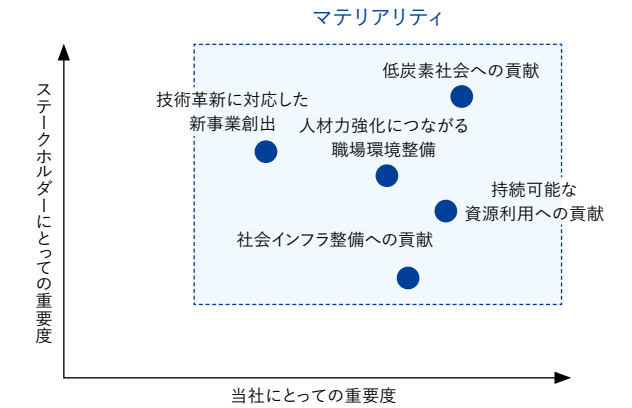 マテリアリティ
低炭素社会への貢献
技術革新に対応した
新事業創出
人材力強化につながる
職場環境整備
持続可能な
資源利用への貢献
社会インフラ整備への貢献
ステークホルダーにとっての重要度
当社にとっての重要度